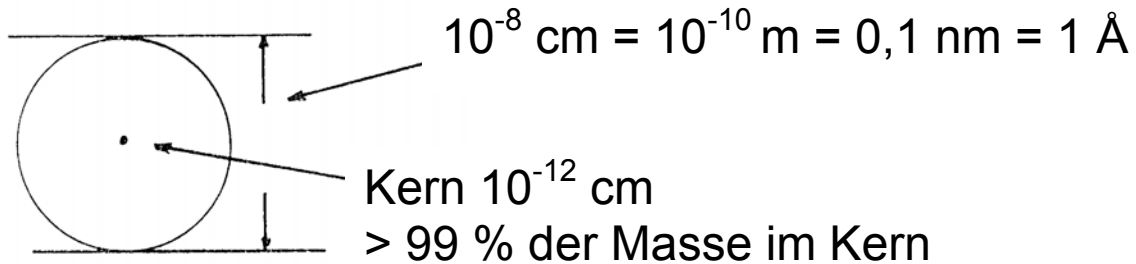 10⁻⁸ cm = 10⁻¹⁰ m = 0,1 nm = 1 Å
Kern 10⁻¹² cm
> 99 % der Masse im Kern